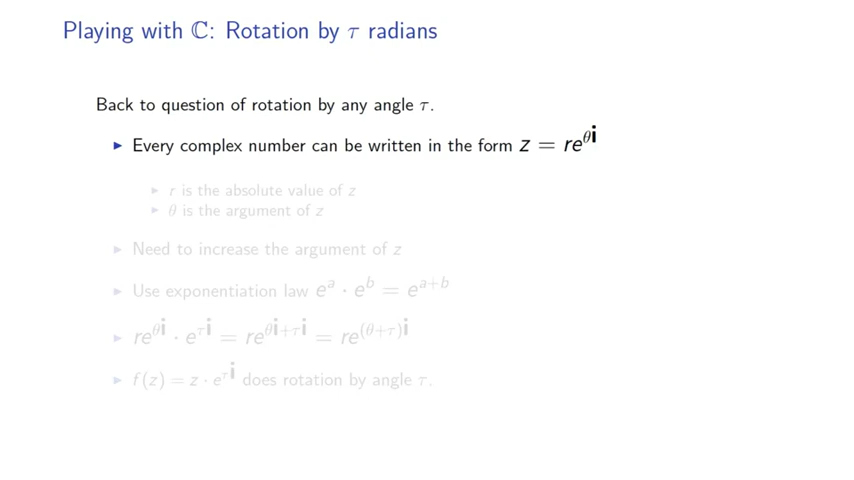 Playing with ℂ: Rotation by τ radians
Back to question of rotation by any angle τ.
▶ Every complex number can be written in the form z = re^{θi}
▶ r is the absolute value of z
▶ θ is the argument of z
▶ Need to increase the argument of z
▶ Use exponentiation law e^a · e^b = e^{a+b}
▶ re^{θi} · e^{τi} = re^{θi+τi} = re^{(θ+τ)i}
▶ f(z) = z · e^{τi} does rotation by angle τ.